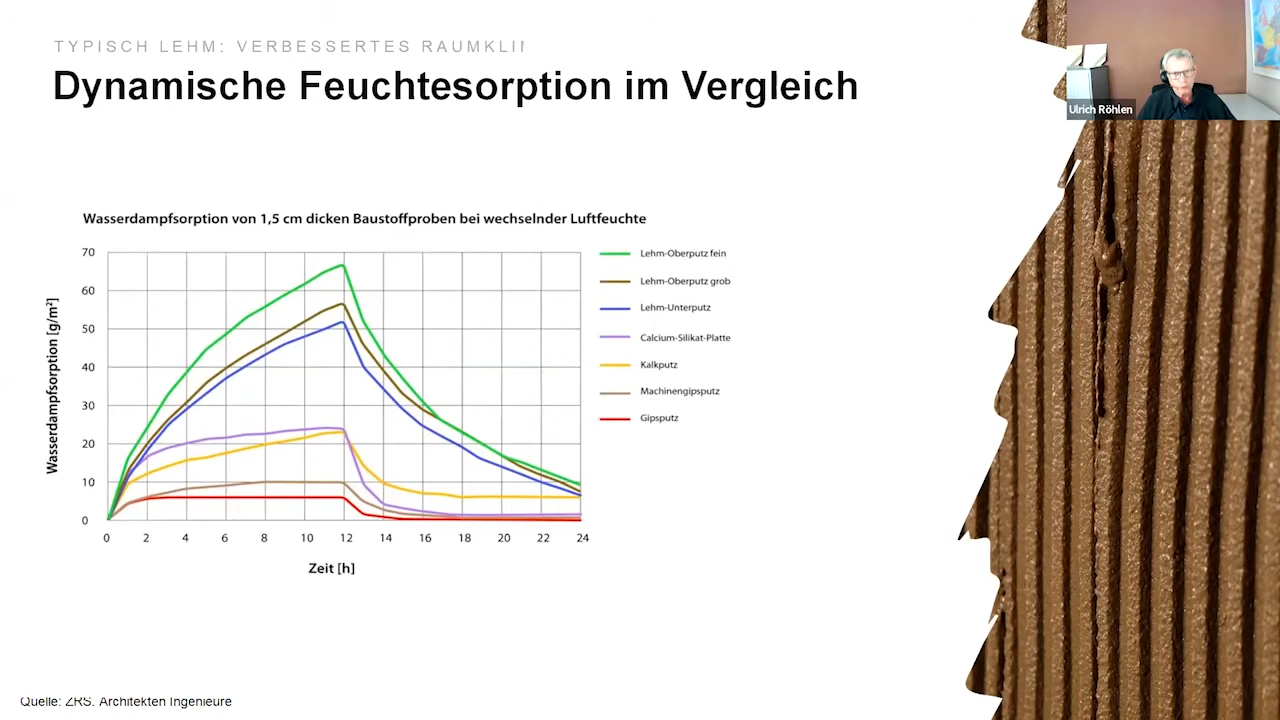 TYPISCH LEHM: VERBESSERTES RAUMKLI
Dynamische Feuchtesorption im Vergleich
Ulrich Röhlen
Wasserdampfsorption von 1,5 cm dicken Baustoffproben bei wechselnder Luftfeuchte
Wasserdampfsorption [g/m²]
70
60
50
40
30
20
10
0
0 2 4 6 8 10 12 14 16 18 20 22 24
Zeit [h]
Lehm-Oberputz fein
Lehm-Oberputz grob
Lehm-Unterputz
Calcium-Silikat-Platte
Kalkputz
Machinengipsputz
Gipsputz
Quelle: ZRS. Architekten Ingenieure